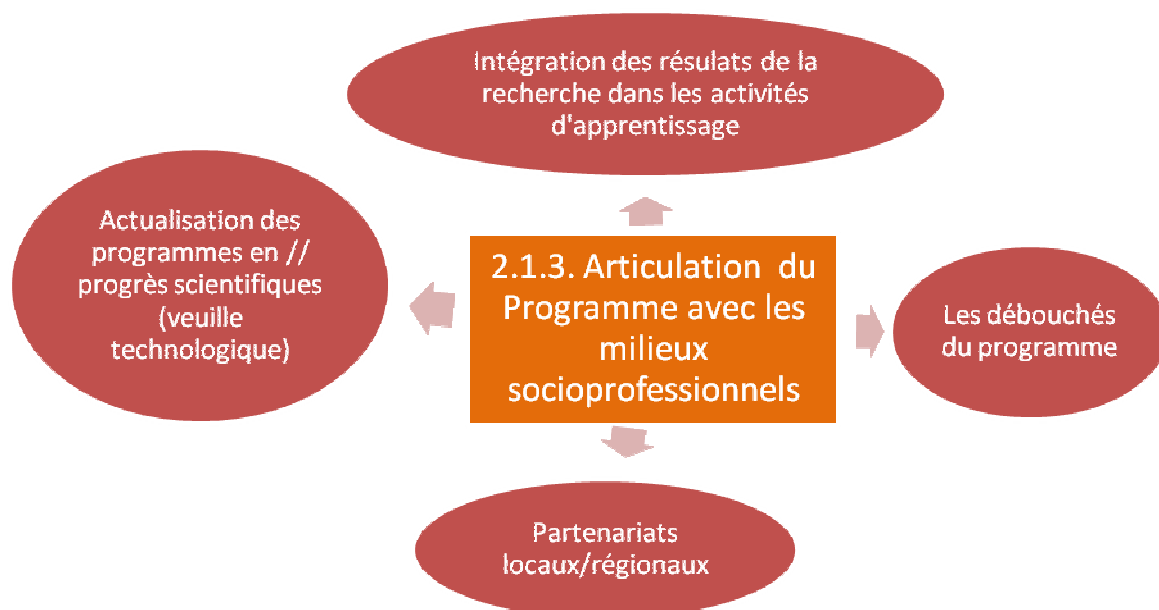 Intégration des résulats de la
recherche dans les activités
d'apprentissage
Actualisation des
programmes en //
progrès scientifiques
(veuille
technologique)
2.1.3. Articulation du
Programme avec les
milieux
socioprofessionnels
Les débouchés
du programme
Partenariats
locaux/régionaux